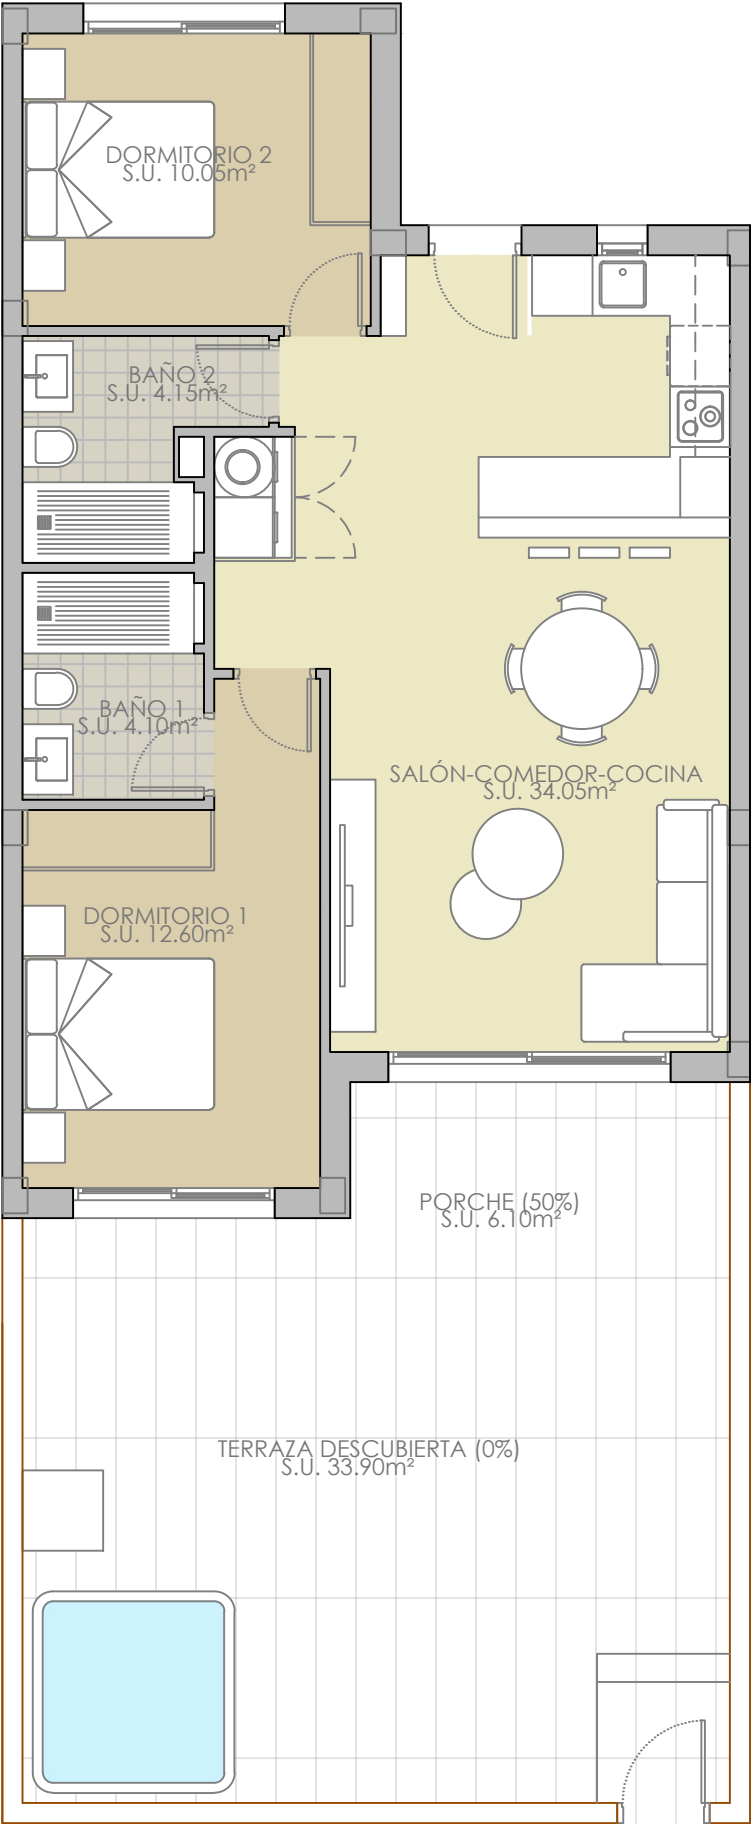 DORMITORIO 2
S.U. 10.05m²
BAÑO 2
S.U. 4.15m²
BAÑO 1
S.U. 4.10m²
SALÓN-COMEDOR-COCINA
S.U. 34.05m²
DORMITORIO 1
S.U. 12.60m²
PORCHE (50%)
S.U. 6.10m²
TERRAZA DESCUBIERTA (0%)
S.U. 33.90m²